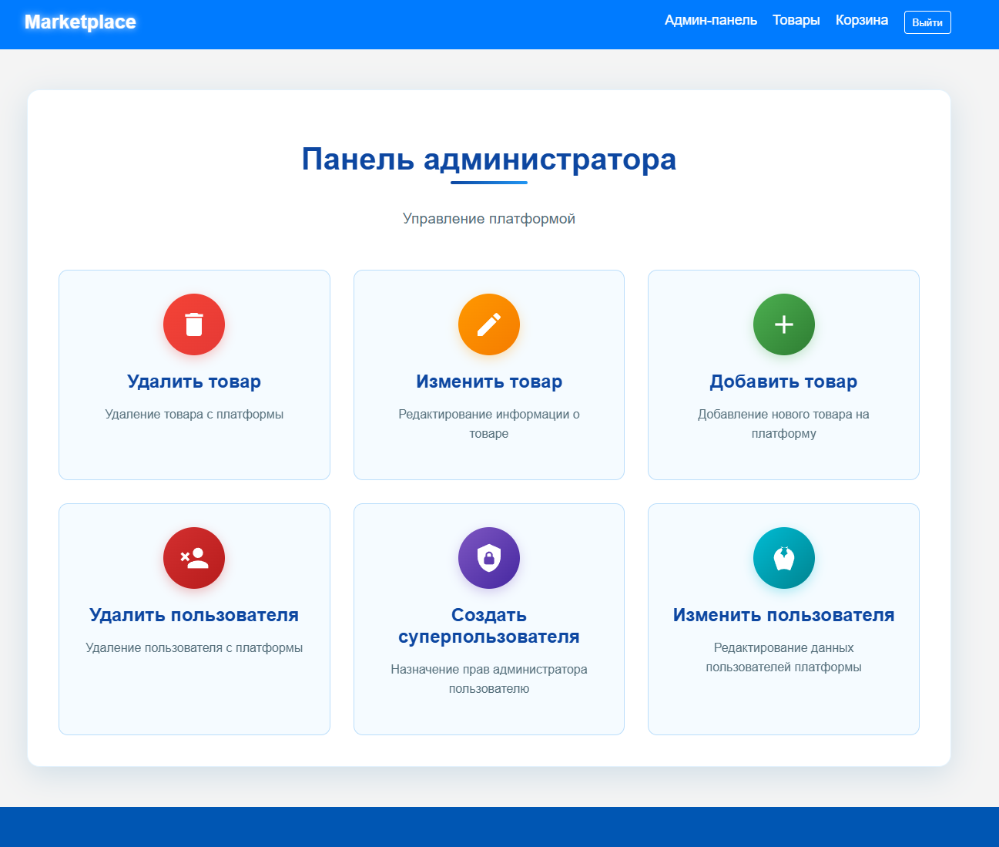 Marketplace
Админ-панель Товары Корзина Выйти
Панель администратора
Управление платформой
Удалить товар
Удаление товара с платформы
Изменить товар
Редактирование информации о
товаре
Добавить товар
Добавление нового товара на
платформу
Удалить пользователя
Удаление пользователя с платформы
Создать
суперпользователя
Назначение прав администратора
пользователю
Изменить пользователя
Редактирование данных
пользователей платформы